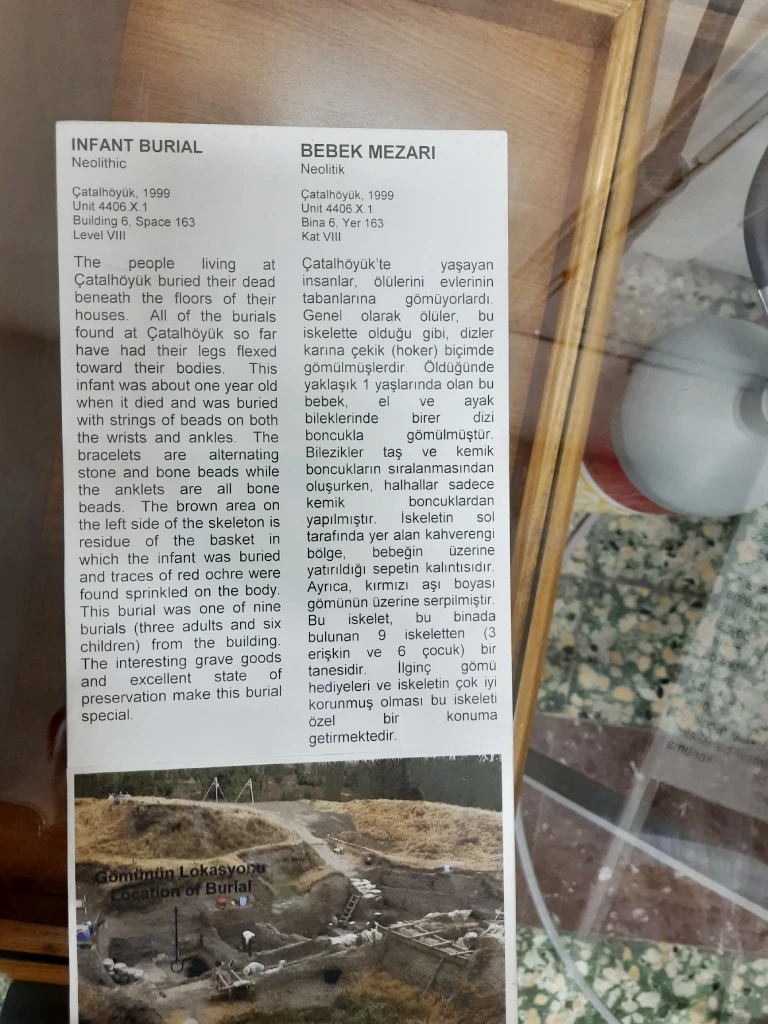 INFANT BURIAL
Neolithic
Çatalhöyük, 1999
Unit 4406.X.1
Building 6, Space 163
Level VIII
The people living at
Çatalhöyük buried their dead
beneath the floors of their
houses. All of the burials
found at Çatalhöyük so far
have had their legs flexed
toward their bodies. This
infant was about one year old
when it died and was buried
with strings of beads on both
the wrists and ankles. The
bracelets are alternating
stone and bone beads while
the anklets are all bone
beads. The brown area on
the left side of the skeleton is
residue of the basket in
which the infant was buried
and traces of red ochre were
found sprinkled on the body.
This burial was one of nine
burials (three adults and six
children) from the building.
The interesting grave goods
and excellent state of
preservation make this burial
special.
BEBEK MEZARI
Neolitik
Çatalhöyük, 1999
Unit 4406.X.1
Bina 6, Yer 163
Kat VIII
Çatalhöyük'te yaşayan
insanlar, ölülerini evlerinin
tabanlarına gömüyorlardı.
Genel olarak ölüler, bu
iskelette olduğu gibi, dizler
karına çekik (hoker) biçimde
gömülmüşlerdir. Öldüğünde
yaklaşık 1 yaşlarında olan bu
bebek, el ve ayak
bileklerinde birer dizi
boncukla gömülmüştür.
Bilezikler taş ve kemik
boncukların sıralanmasından
oluşurken, halhallar sadece
kemik boncuklardan
yapılmıştır. İskeletin sol
tarafında yer alan kahverengi
bölge, bebeğin üzerine
yatırıldığı sepetin kalıntısıdır.
Ayrıca, kırmızı aşı boyası
gömünün üzerine serpilmiştir.
Bu iskelet, bu binada
bulunan 9 iskeletten (3
erişkin ve 6 çocuk) bir
tanesidir. İlginç gömü
hediyeleri ve iskeletin çok iyi
korunmuş olması bu iskeleti
özel bir konuma
getirmektedir.
Gömünün Lokasyonu
Location of Burial